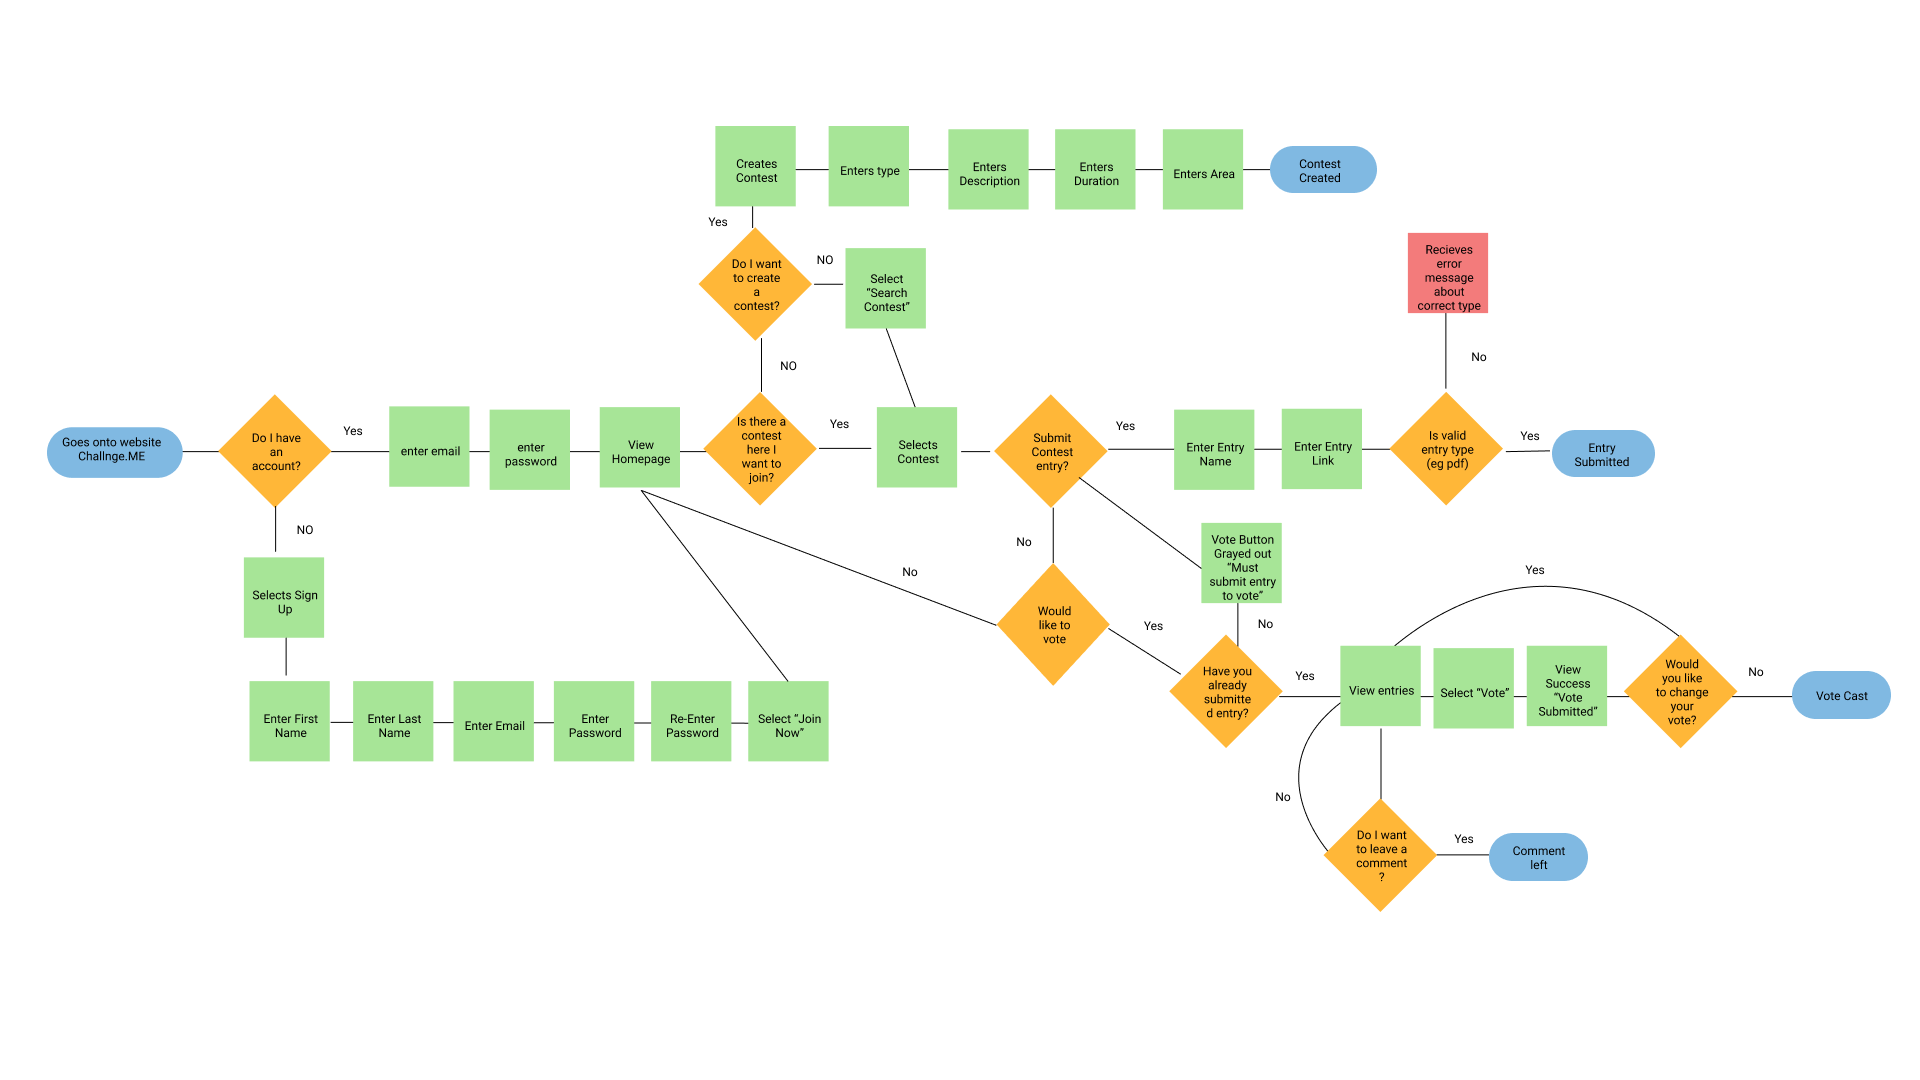 Creates
Contest
Enters type
Enters
Description
Enters
Duration
Enters Area
Contest
Created
Yes
Do I want
to create
a
contest?
NO
Select
“Search
Contest”
Recieves
error
message
about
correct type
NO
No
Goes onto website
Challnge.ME
Do I have
an
account?
Yes
enter email
enter
password
View
Homepage
Is there a
contest
here I
want to
join?
Yes
Selects
Contest
Submit
Contest
entry?
Yes
Enter Entry
Name
Enter Entry
Link
Is valid
entry type
(eg pdf)
Yes
Entry
Submitted
NO
No
No
Vote Button
Grayed out
“Must
submit entry
to vote”
Yes
Selects Sign
Up
Would
like to
vote
Yes
No
Have you
already
submitte
d entry?
Yes
View entries
Select “Vote”
View
Success
“Vote
Submitted”
Would
you like
to change
your
vote?
No
Vote Cast
Enter First
Name
Enter Last
Name
Enter Email
Enter
Password
Re-Enter
Password
Select “Join
Now”
No
Do I want
to leave a
comment
?
Yes
Comment
left